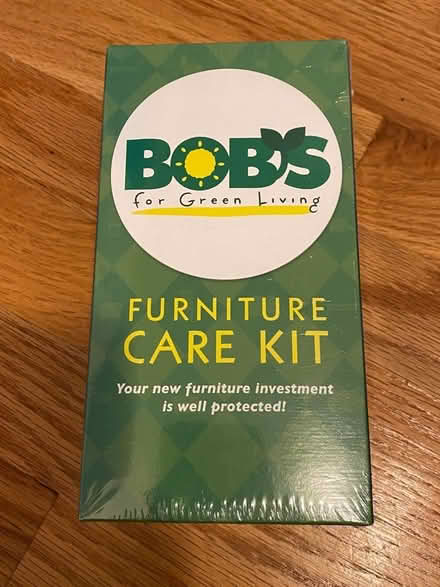 BOB'S
for Green Living
FURNITURE
CARE KIT
Your new furniture investment
is well protected!